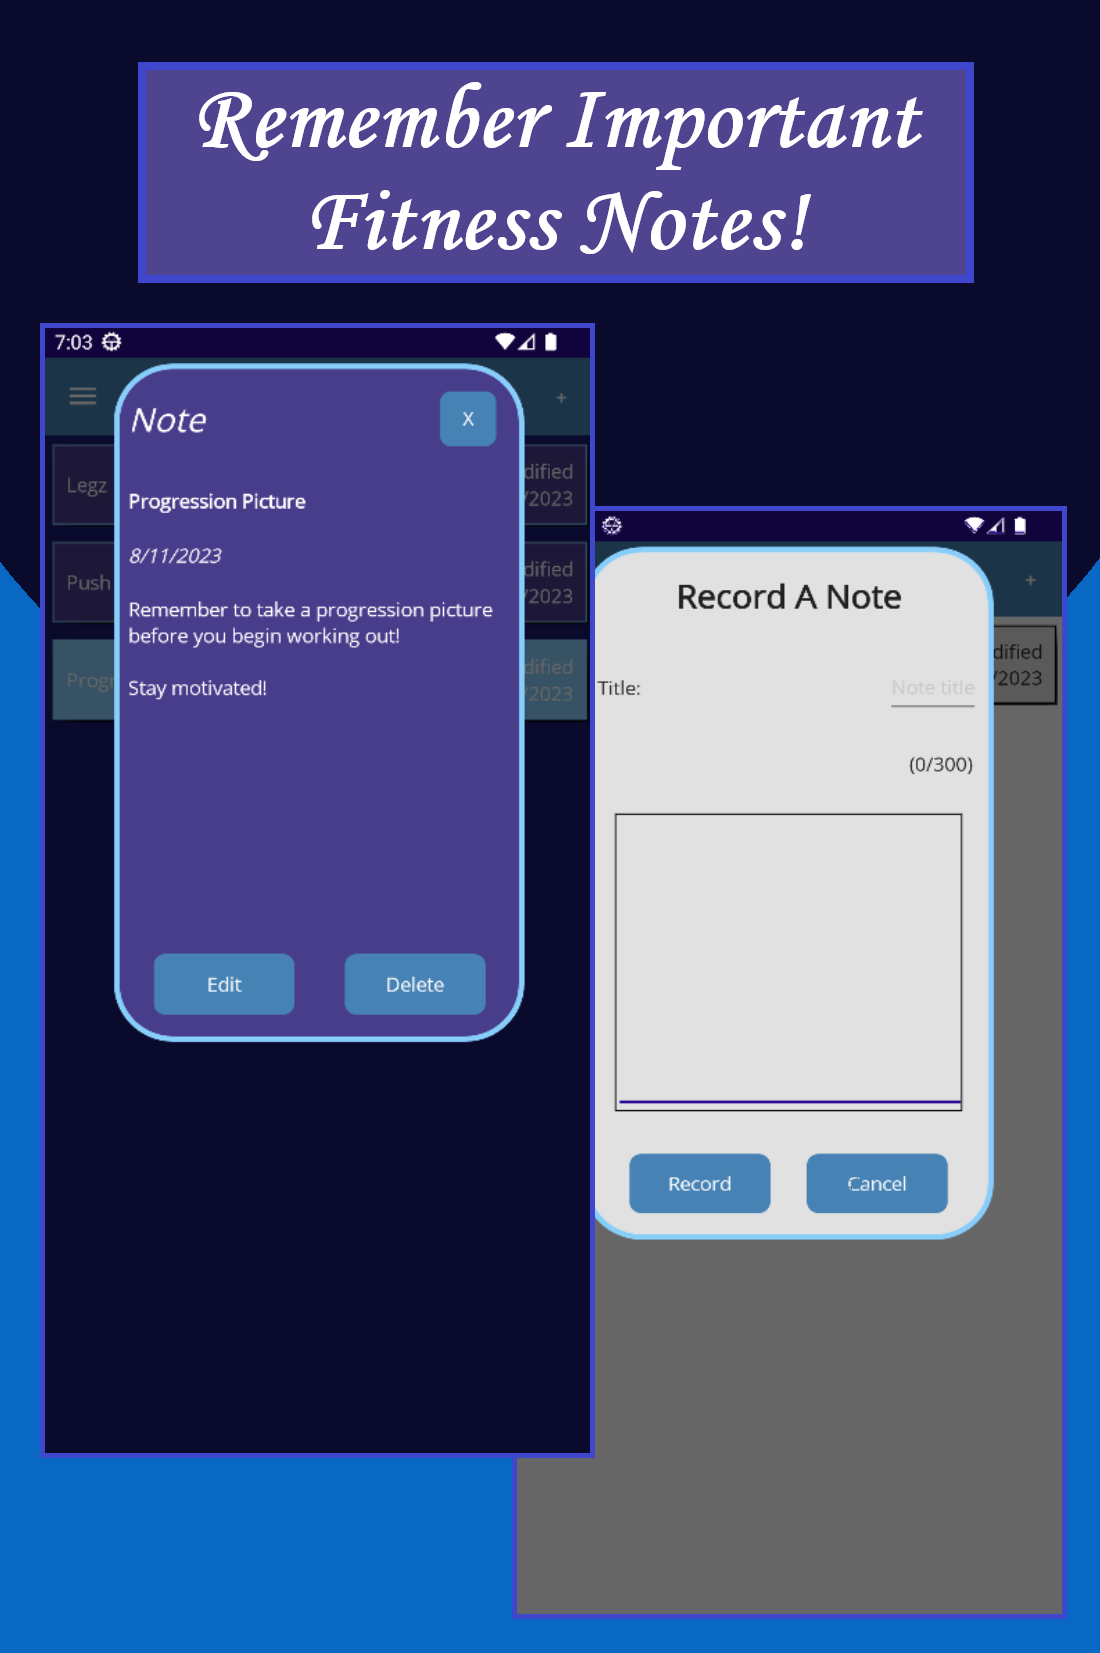 Remember Important
Fitness Notes!
7:03
Note
X
+
Legz
dified
/2023
Push
dified
/2023
dified
/2023
Progression Picture
8/11/2023
Remember to take a progression picture
before you begin working out!
Stay motivated!
Edit
Delete
+
Record A Note
dified
/2023
Title:
Note title
(0/300)
Record
Cancel